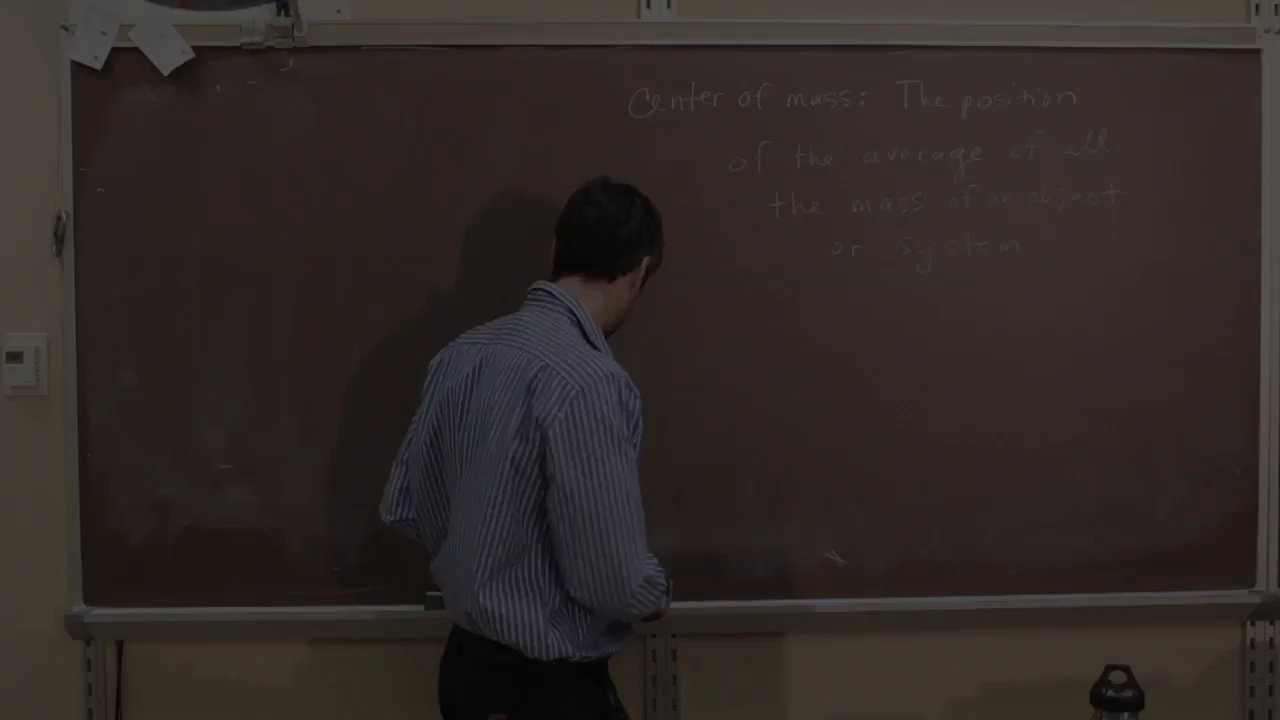 Center of mass: The position
of the average of all
the mass of an object
or system